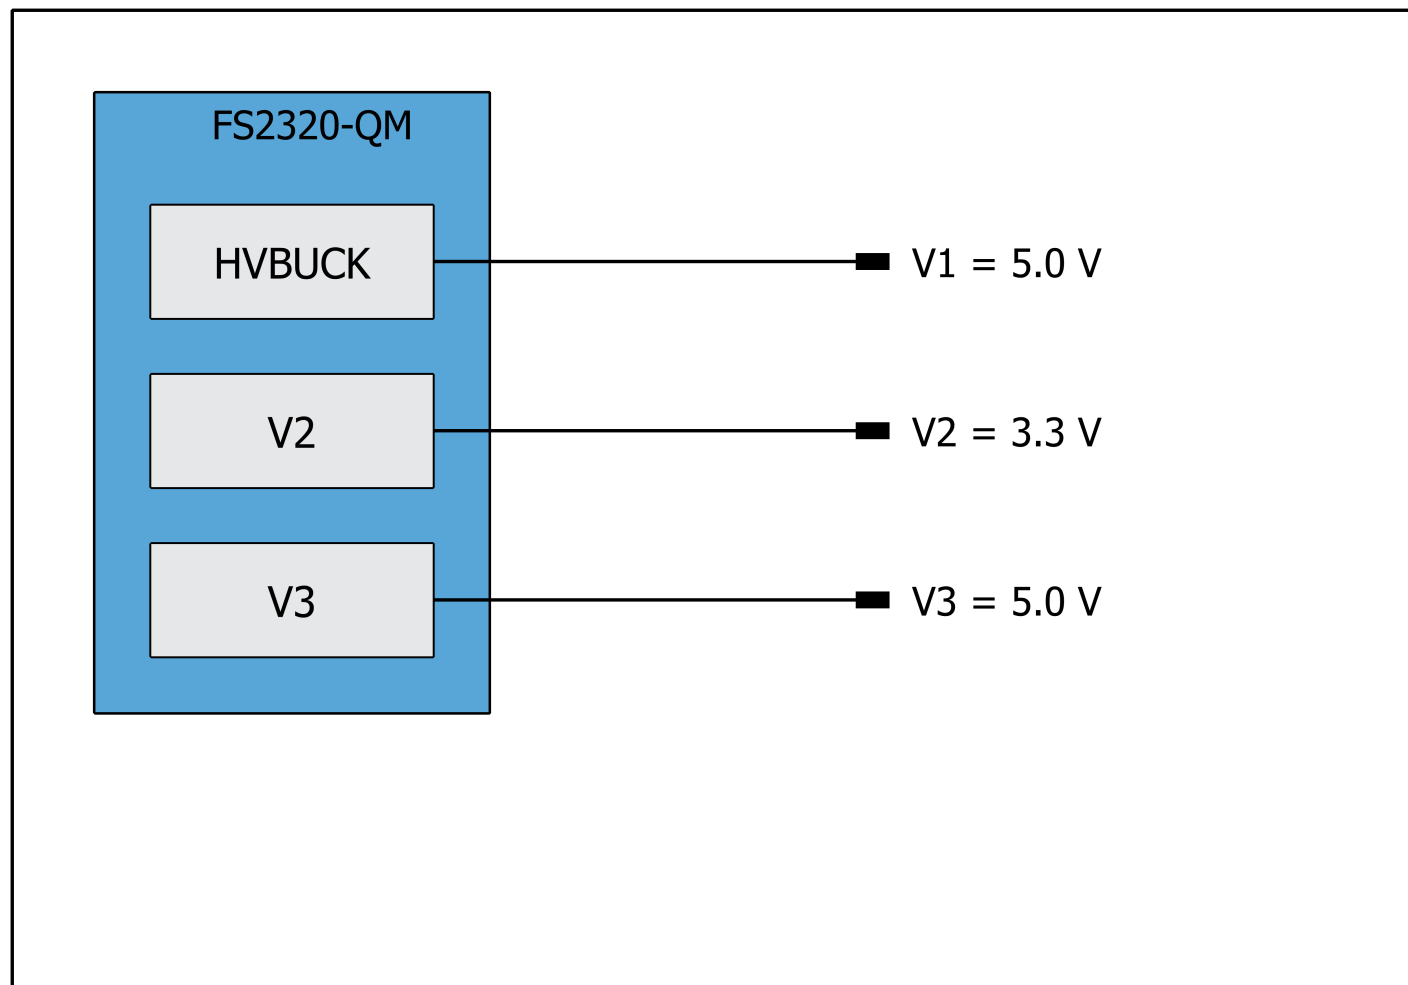 FS2320-QM
HVBUCK
V1 = 5.0 V
V2
V2 = 3.3 V
V3
V3 = 5.0 V